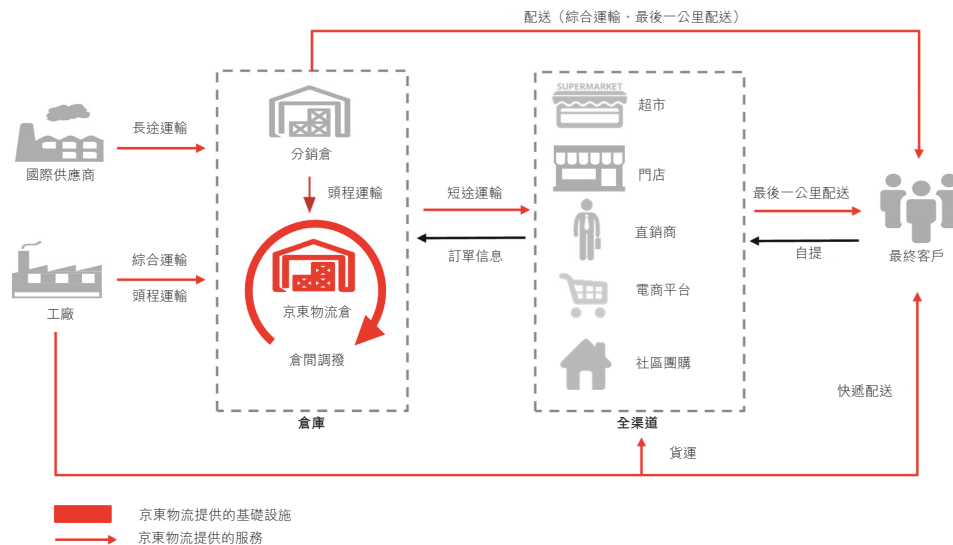 配送（綜合運輸、最後一公里配送）
國際供應商
長途運輸
分銷倉
頭程運輸
工廠
綜合運輸
頭程運輸
京東物流倉
倉間調撥
倉庫
短途運輸
訂單信息
SUPERMARKET
超市
門店
直銷商
電商平台
社區團購
全渠道
最後一公里配送
自提
最終客戶
快遞配送
貨運
京東物流提供的基礎設施
京東物流提供的服務